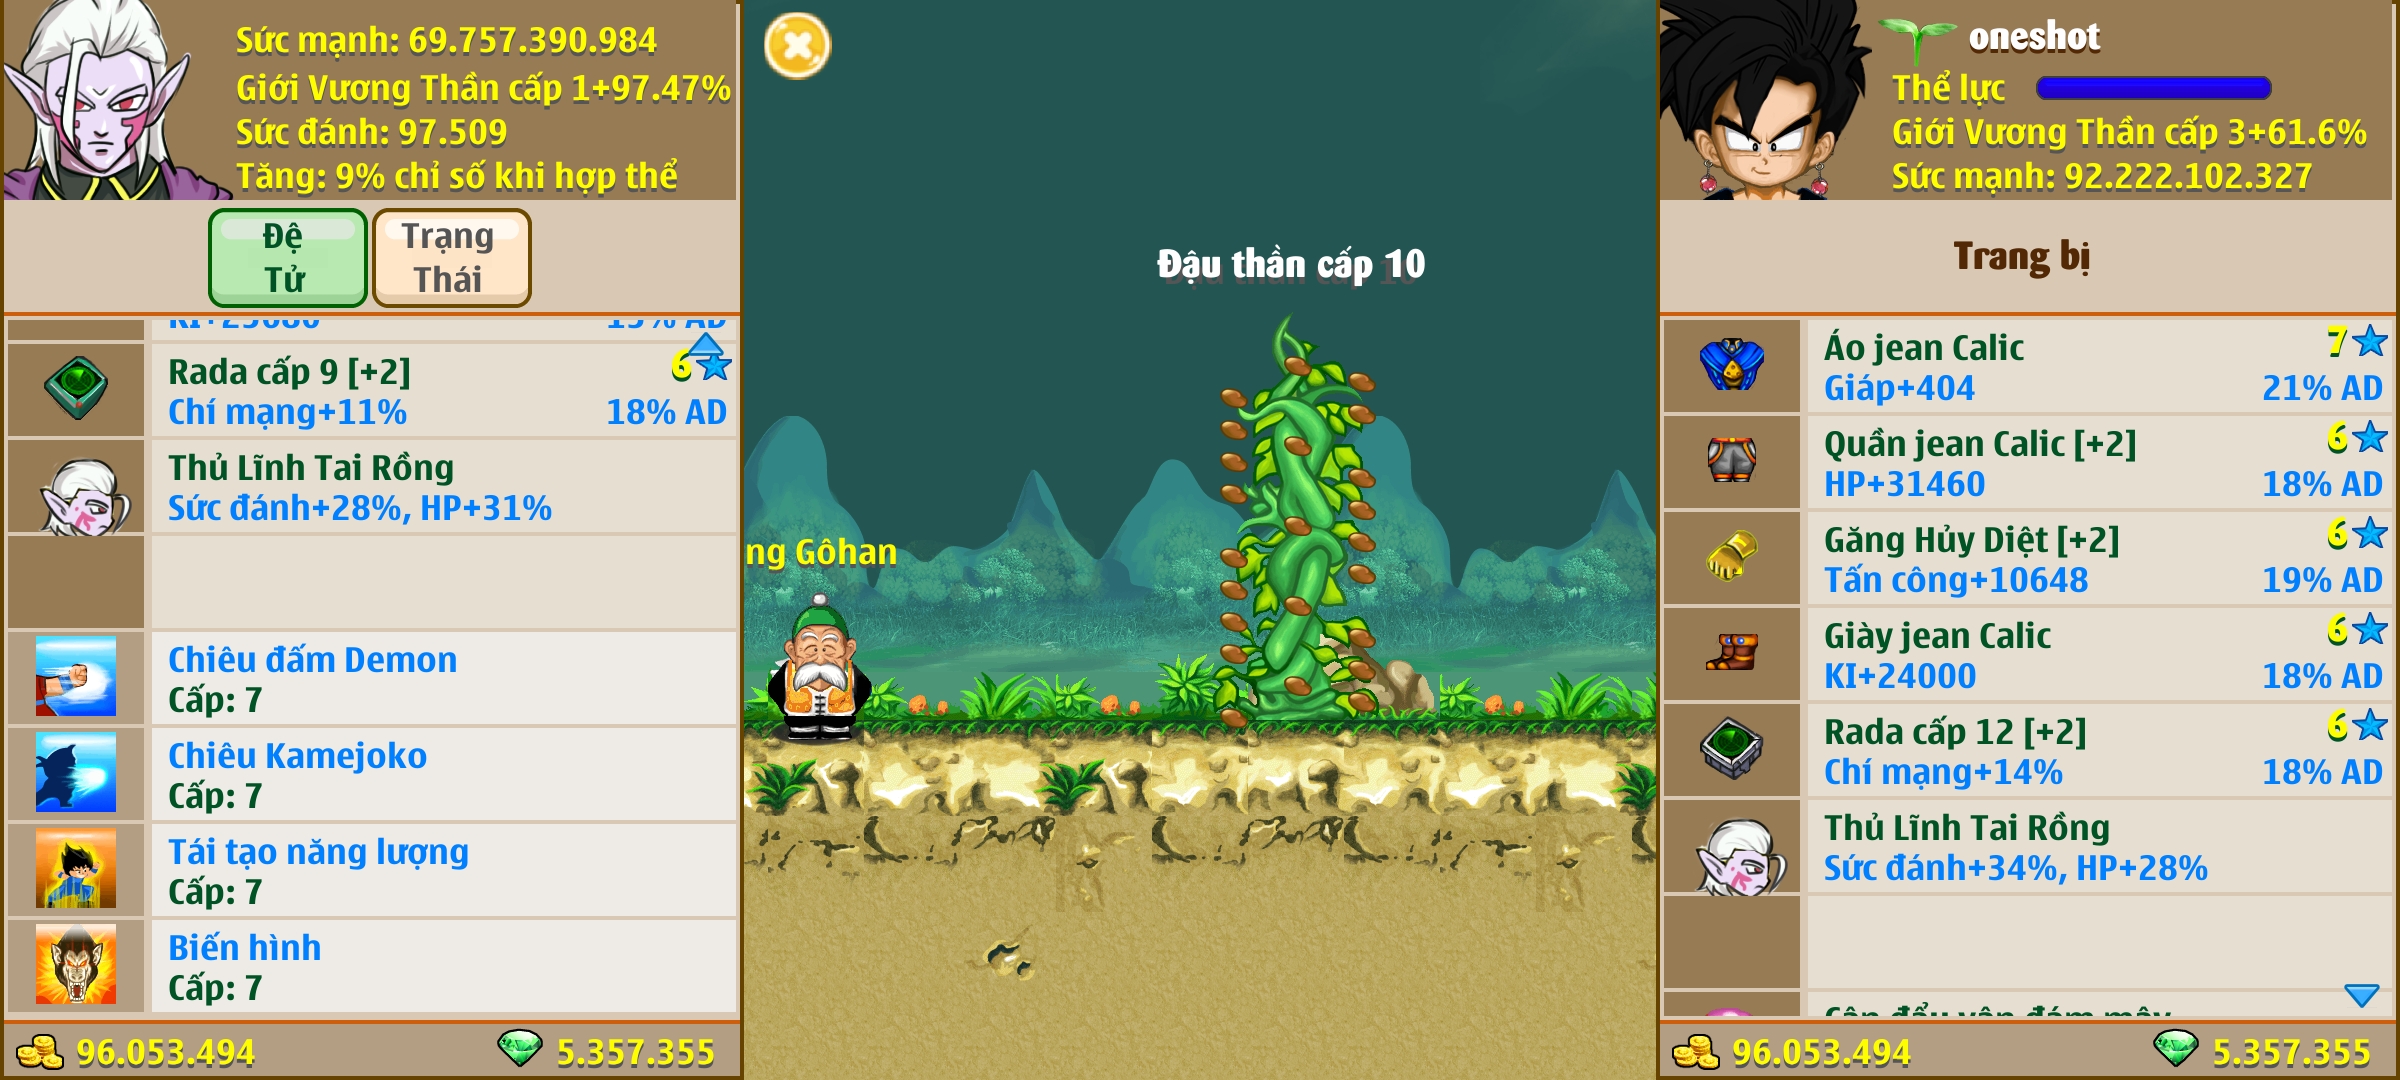 Sức mạnh: 69.757.390.984
Giới Vương Thần cấp 1+97.47%
Sức đánh: 97.509
Tăng: 9% chỉ số khi hợp thể
Đệ
Tử
Trạng
Thái
Rada cấp 9 [+2] 6
Chí mạng+11% 18% AD
Thủ Lĩnh Tai Rồng
Sức đánh+28%, HP+31%
Chiêu đấm Demon
Cấp: 7
Chiêu Kamejoko
Cấp: 7
Tái tạo năng lượng
Cấp: 7
Biến hình
Cấp: 7
96.053.494 5.357.355
Đậu thần cấp 10
ng Gôhan
oneshot
Thể lực
Giới Vương Thần cấp 3+61.6%
Sức mạnh: 92.222.102.327
Trang bị
Áo jean Calic 7
Giáp+404 21% AD
Quần jean Calic [+2] 6
HP+31460 18% AD
Găng Hủy Diệt [+2] 6
Tấn công+10648 19% AD
Giày jean Calic 6
KI+24000 18% AD
Rada cấp 12 [+2] 6
Chí mạng+14% 18% AD
Thủ Lĩnh Tai Rồng
Sức đánh+34%, HP+28%
Cân đẩu vân đám mây
96.053.494 5.357.355